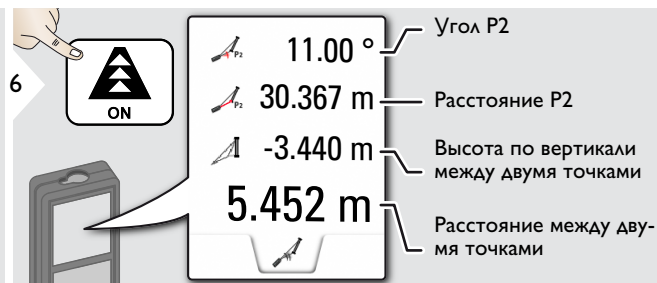 6
ON
P2 11.00 °
P2 30.367 m
-3.440 m
5.452 m
Угол P2
Расстояние P2
Высота по вертикали
между двумя точками
Расстояние между дву-
мя точками